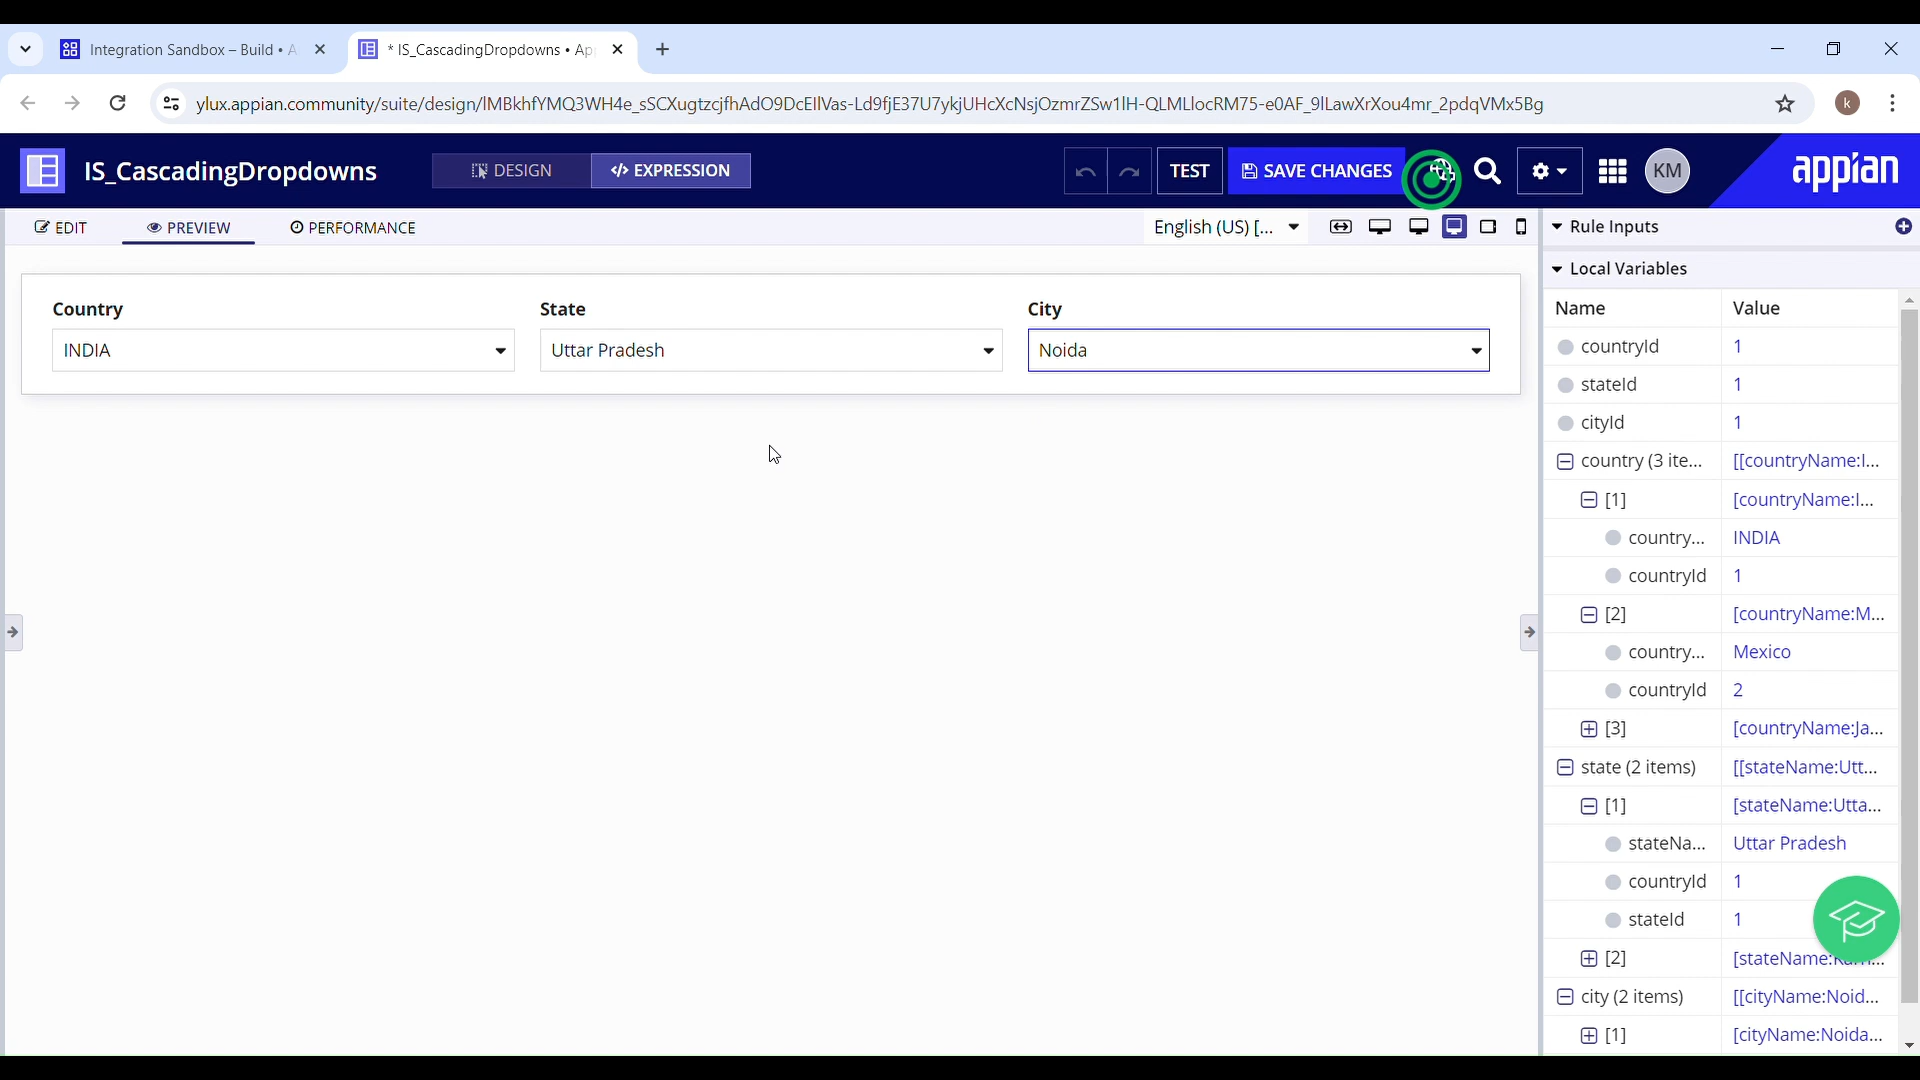 Integration Sandbox – Build • A
* IS_CascadingDropdowns • Ap
ylux.appian.community/suite/design/lMBkhfYMQ3WH4e_sSCXugtzcjfhAdO9DcEIlVas-Ld9fjE37U7ykjUHcXcNsjOzmrZSw1lH-QLMLlocRM75-e0AF_9lLawXrXou4mr_2pdqVMx5Bg
k
IS_CascadingDropdowns
DESIGN
</> EXPRESSION
TEST
SAVE CHANGES
KM
appian
EDIT
PREVIEW
PERFORMANCE
English (US) [...
Rule Inputs
Local Variables
Country
State
City
INDIA
Uttar Pradesh
Noida
Name Value
countryId 1
stateId 1
cityId 1
country (3 ite... [[countryName:I...
[1] [countryName:I...
country... INDIA
countryId 1
[2] [countryName:M...
country... Mexico
countryId 2
[3] [countryName:Ja...
state (2 items) [[stateName:Utt...
[1] [stateName:Utta...
stateNa... Uttar Pradesh
countryId 1
stateId 1
[2] [stateName:
city (2 items) [[cityName:Noid...
[1] [cityName:Noida...